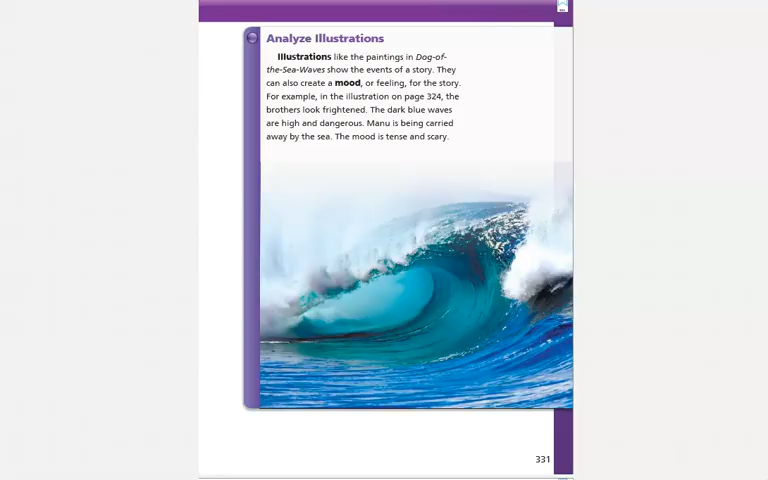 Analyze Illustrations
Illustrations like the paintings in Dog-of-
the-Sea-Waves show the events of a story. They
can also create a mood, or feeling, for the story.
For example, in the illustration on page 324, the
brothers look frightened. The dark blue waves
are high and dangerous. Manu is being carried
away by the sea. The mood is tense and scary.
331